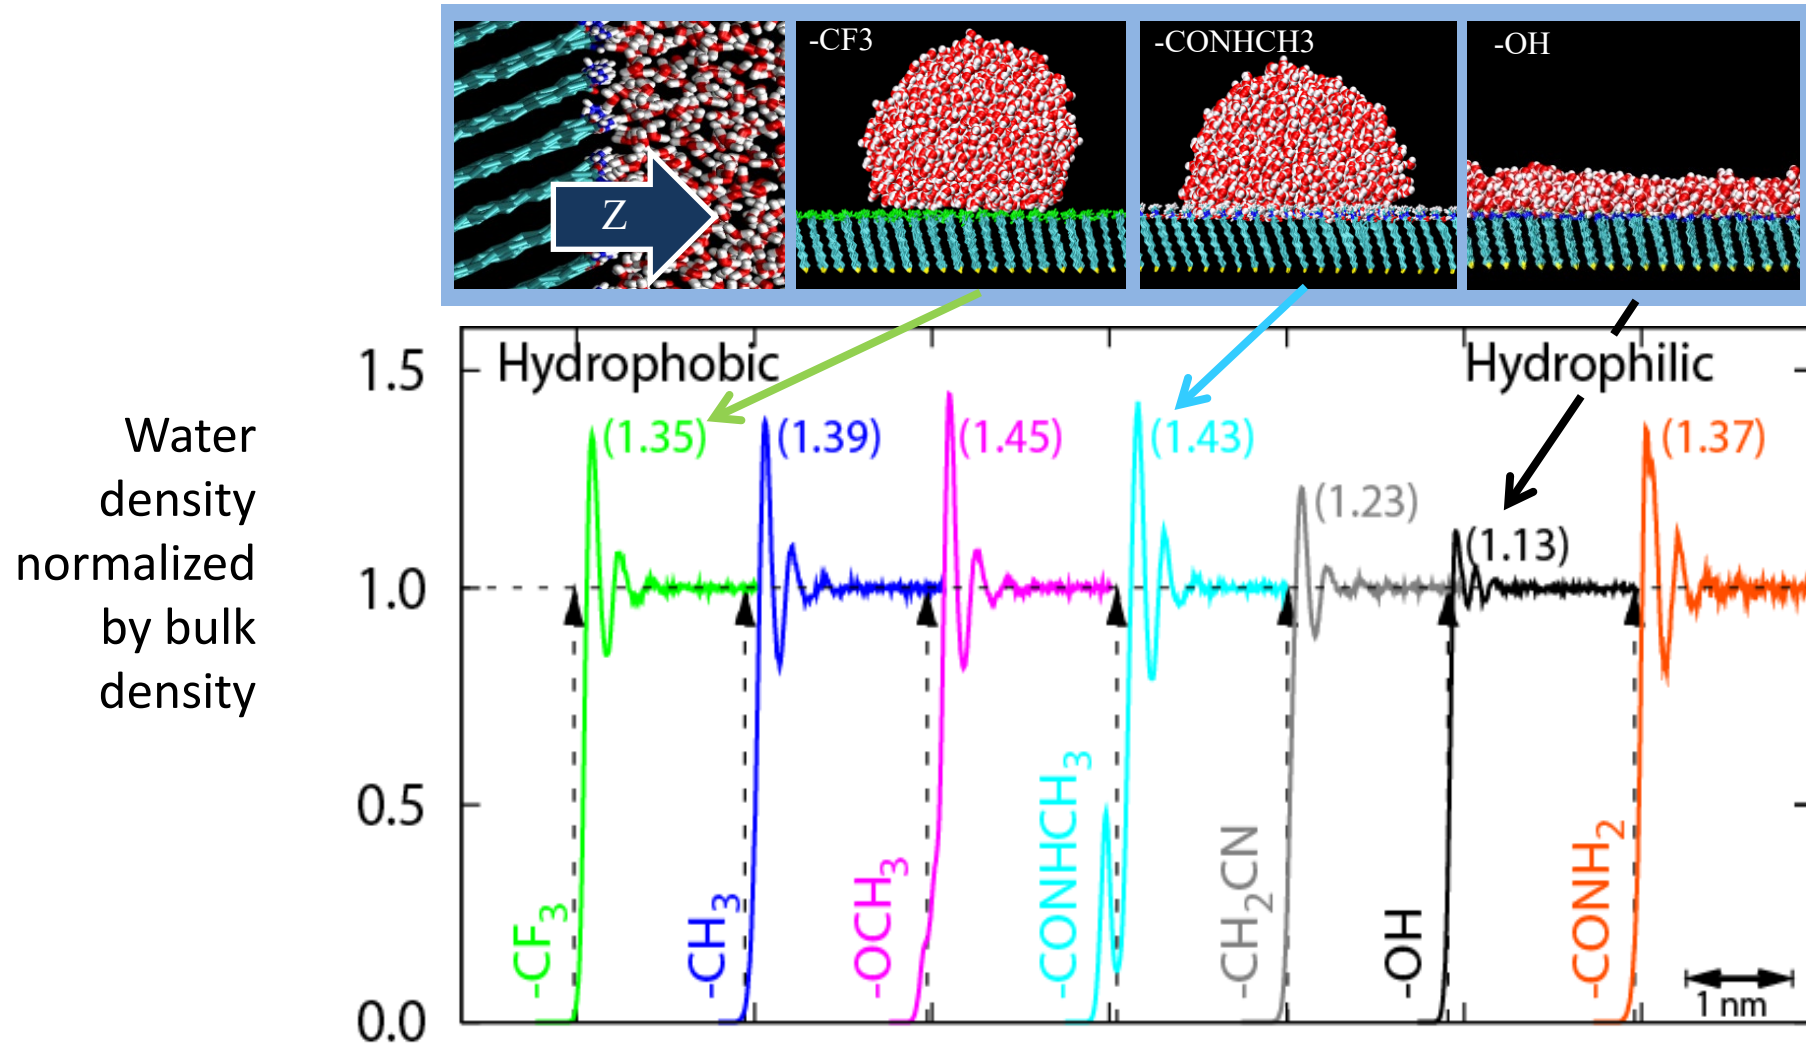 -CF3
-CONHCH3
-OH
Z
Hydrophobic
Hydrophilic
1.5
1.0
0.5
0.0
Water
density
normalized
by bulk
density
(1.35)
(1.39)
(1.45)
(1.43)
(1.23)
(1.13)
(1.37)
-CF3
-CH3
-OCH3
-CONHCH3
-CH2CN
-OH
-CONH2
1 nm